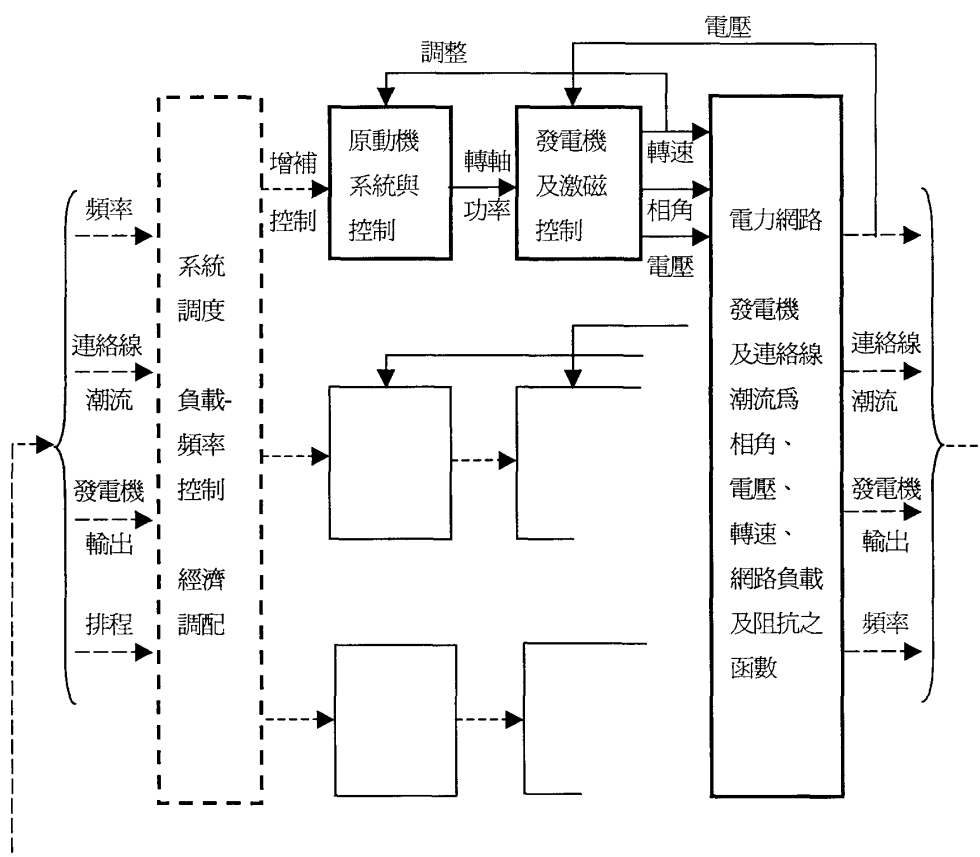 電壓
調整
頻率
連絡線
潮流
發電機
輸出
排程
系統
調度
負載-
頻率
控制
經濟
調配
增補
控制
原動機
系統與
控制
轉軸
功率
發電機
及激磁
控制
轉速
相角
電壓
電力網路
發電機
及連絡線
潮流爲
相角、
電壓、
轉速、
網路負載
及阻抗之
函數
連絡線
潮流
發電機
輸出
頻率